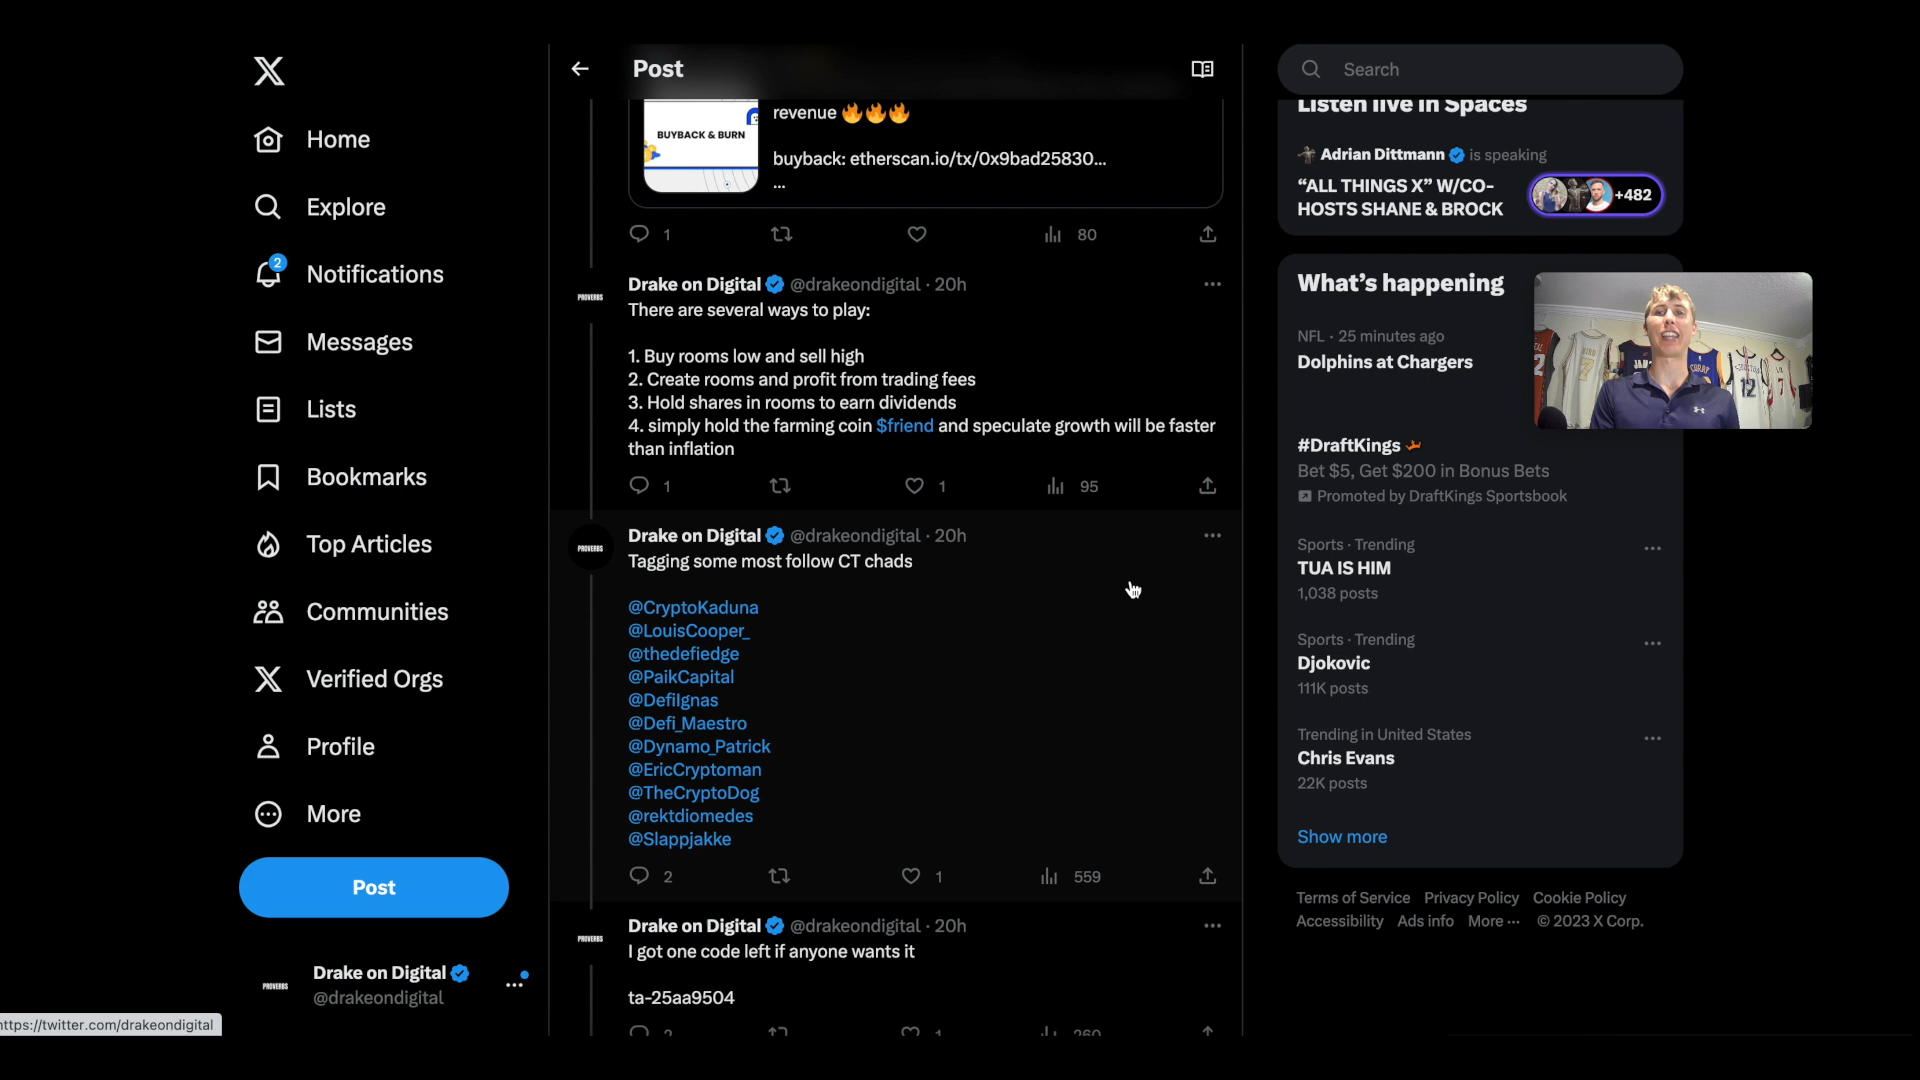 Home
Explore
2
Notifications
Messages
Lists
Bookmarks
Top Articles
Communities
Verified Orgs
Profile
More
Post
Drake on Digital
@drakeondigital
PROVERBS
https://twitter.com/drakeondigital
Post
BUYBACK & BURN
revenue 🔥🔥🔥
buyback: etherscan.io/tx/0x9bad25830...
...
1
80
PROVERBS
Drake on Digital @drakeondigital · 20h
There are several ways to play:
1. Buy rooms low and sell high
2. Create rooms and profit from trading fees
3. Hold shares in rooms to earn dividends
4. simply hold the farming coin $friend and speculate growth will be faster
than inflation
1
1
95
PROVERBS
Drake on Digital @drakeondigital · 20h
Tagging some most follow CT chads
@CryptoKaduna
@LouisCooper_
@thedefiedge
@PaikCapital
@DefiIgnas
@Defi_Maestro
@Dynamo_Patrick
@EricCryptoman
@TheCryptoDog
@rektdiomedes
@Slappjakke
2
1
559
PROVERBS
Drake on Digital @drakeondigital · 20h
I got one code left if anyone wants it
ta-25aa9504
2
1
260
Search
Listen live in Spaces
Adrian Dittmann is speaking
“ALL THINGS X” W/CO-
HOSTS SHANE & BROCK
+482
What’s happening
NFL · 25 minutes ago
Dolphins at Chargers
#DraftKings
Bet $5, Get $200 in Bonus Bets
Promoted by DraftKings Sportsbook
Sports · Trending
TUA IS HIM
1,038 posts
Sports · Trending
Djokovic
111K posts
Trending in United States
Chris Evans
22K posts
Show more
Terms of Service Privacy Policy Cookie Policy
Accessibility Ads info More ··· © 2023 X Corp.